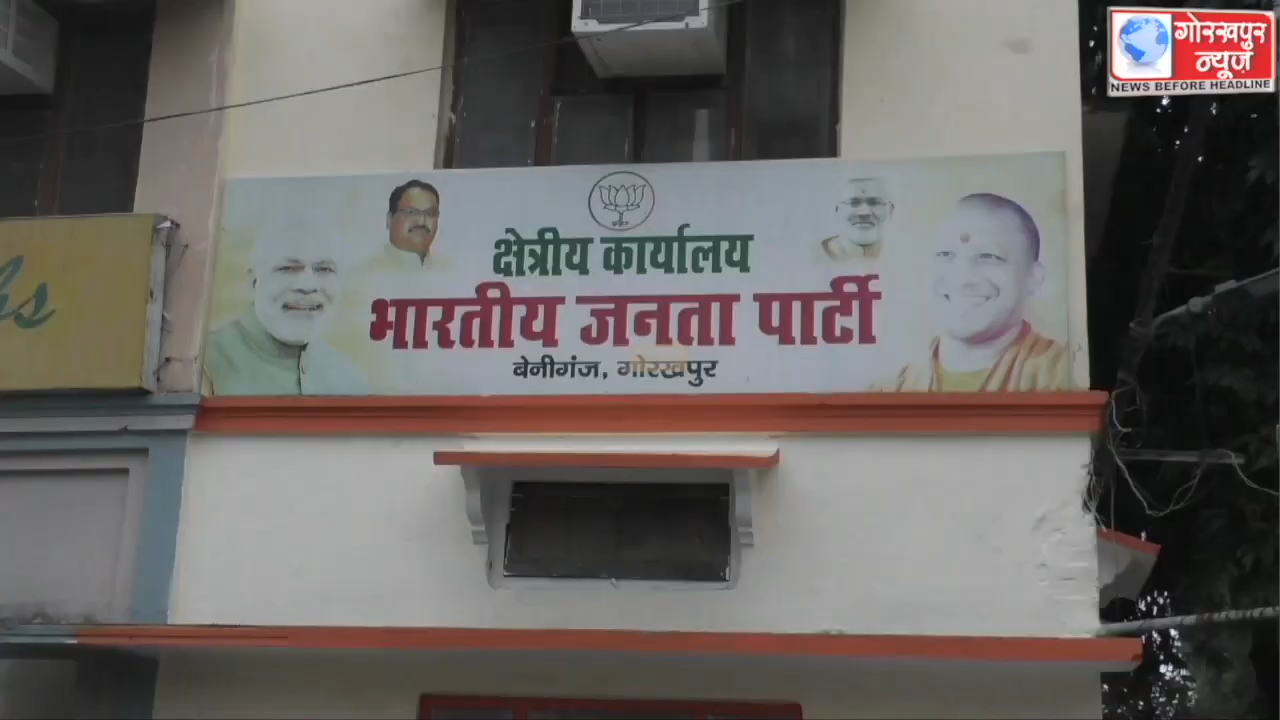 गोरखपुर
न्यूज़
NEWS BEFORE HEADLINE
क्षेत्रीय कार्यालय
भारतीय जनता पार्टी
बेनीगंज, गोरखपुर